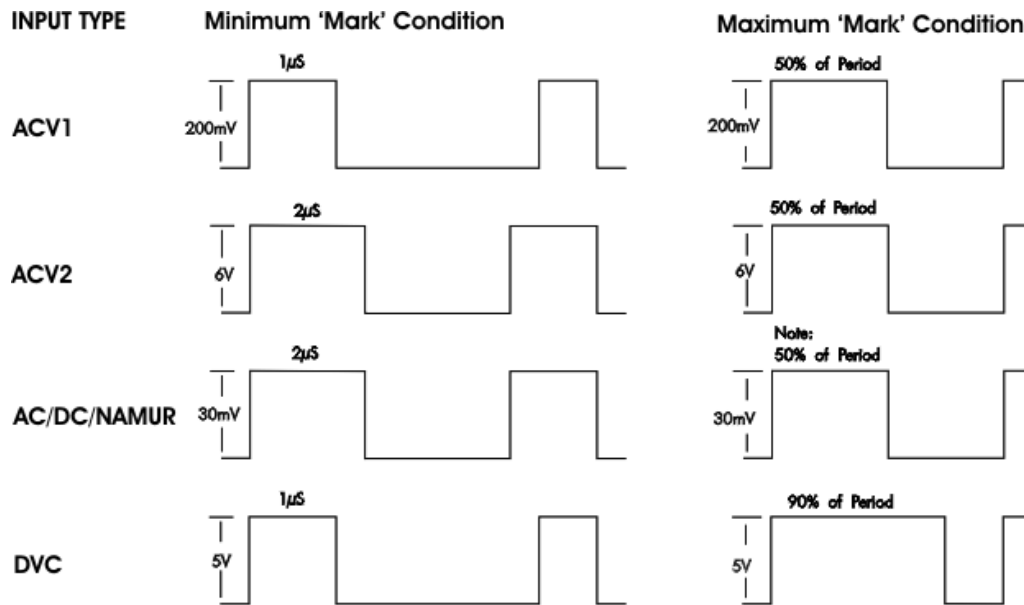 INPUT TYPE Minimum ‘Mark’ Condition Maximum ‘Mark’ Condition
1µS 50% of Period
ACV1 200mV 200mV
2µS 50% of Period
ACV2 6V 6V
Note:
2µS 50% of Period
AC/DC/NAMUR 30mV 30mV
1µS 90% of Period
DVC 5V 5V